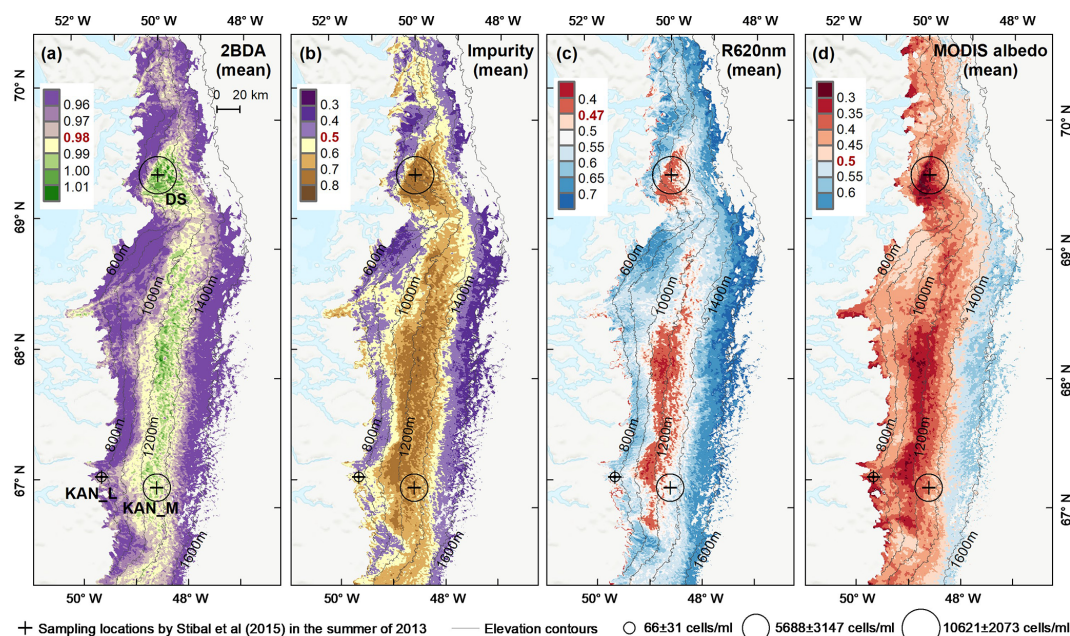 52° W 50° W 48° W 52° W 50° W 48° W 52° W 50° W 48° W 52° W 50° W 48° W
(a) 2BDA
(mean)
0 20 km
0.96
0.97
0.98
0.99
1.00
1.01
DS
600m
1000m
1400m
800m
1200m
KAN_L
KAN_M
1600m
70° N
69° N
68° N
67° N
50° W 48° W
(b) Impurity
(mean)
0.3
0.4
0.5
0.6
0.7
0.8
600m
1000m
1400m
800m
1200m
1600m
50° W 48° W
(c) R620nm
(mean)
0.4
0.47
0.5
0.55
0.6
0.65
0.7
600m
1000m
1400m
800m
1200m
1600m
50° W 48° W
(d) MODIS albedo
(mean)
0.3
0.35
0.4
0.45
0.5
0.55
0.6
600m
1000m
1400m
800m
1200m
1600m
70° N
69° N
68° N
67° N
50° W 48° W
Sampling locations by Stibal et al (2015) in the summer of 2013 Elevation contours 66±31 cells/ml 5688±3147 cells/ml 10621±2073 cells/ml